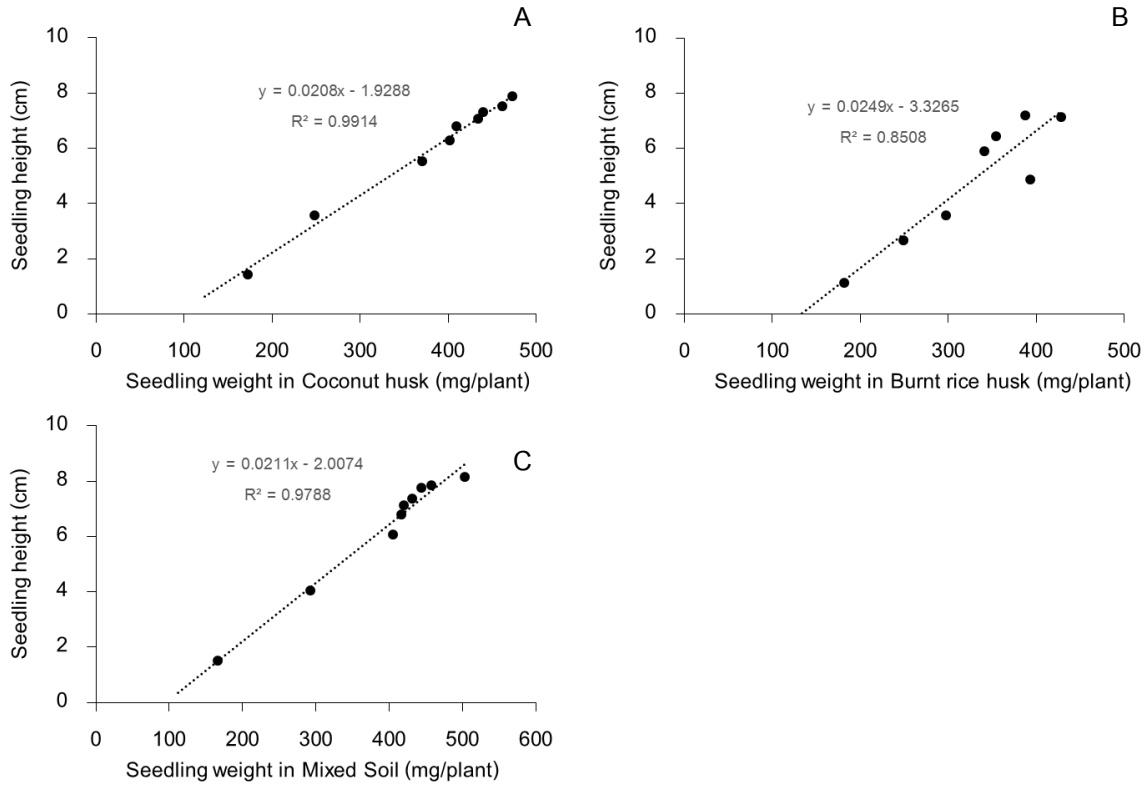 A
10
8
6
4
2
0
Seedling height (cm)
y = 0.0208x - 1.9288
R² = 0.9914
0 100 200 300 400 500
Seedling weight in Coconut husk (mg/plant)
B
10
8
6
4
2
0
Seedling height (cm)
y = 0.0249x - 3.3265
R² = 0.8508
0 100 200 300 400 500
Seedling weight in Burnt rice husk (mg/plant)
C
10
8
6
4
2
0
Seedling height (cm)
y = 0.0211x - 2.0074
R² = 0.9788
0 100 200 300 400 500 600
Seedling weight in Mixed Soil (mg/plant)